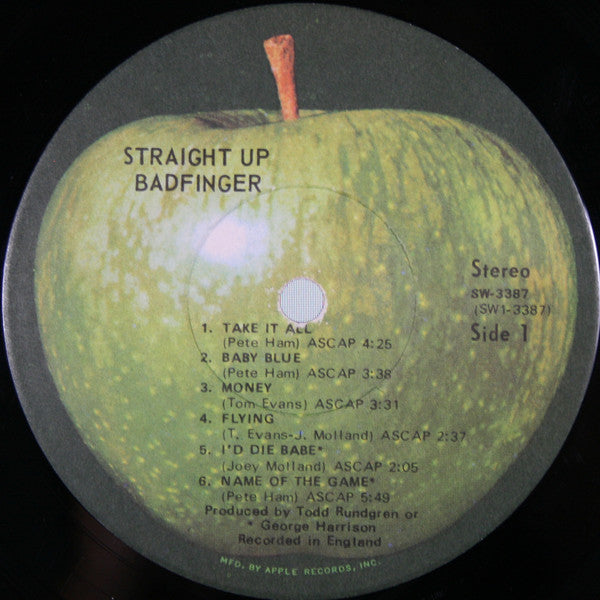 STRAIGHT UP
BADFINGER
Stereo
SW-3387
(SW1-3387)
Side 1
1. TAKE IT ALL
(Pete Ham) ASCAP 4:25
2. BABY BLUE
(Pete Ham) ASCAP 3:38
3. MONEY
(Tom Evans) ASCAP 3:31
4. FLYING
(T. Evans-J. Molland) ASCAP 2:37
5. I'D DIE BABE*
(Joey Molland) ASCAP 2:05
6. NAME OF THE GAME*
(Pete Ham) ASCAP 5:49
Produced by Todd Rundgren or
* George Harrison
Recorded in England
MFD. BY APPLE RECORDS, INC.